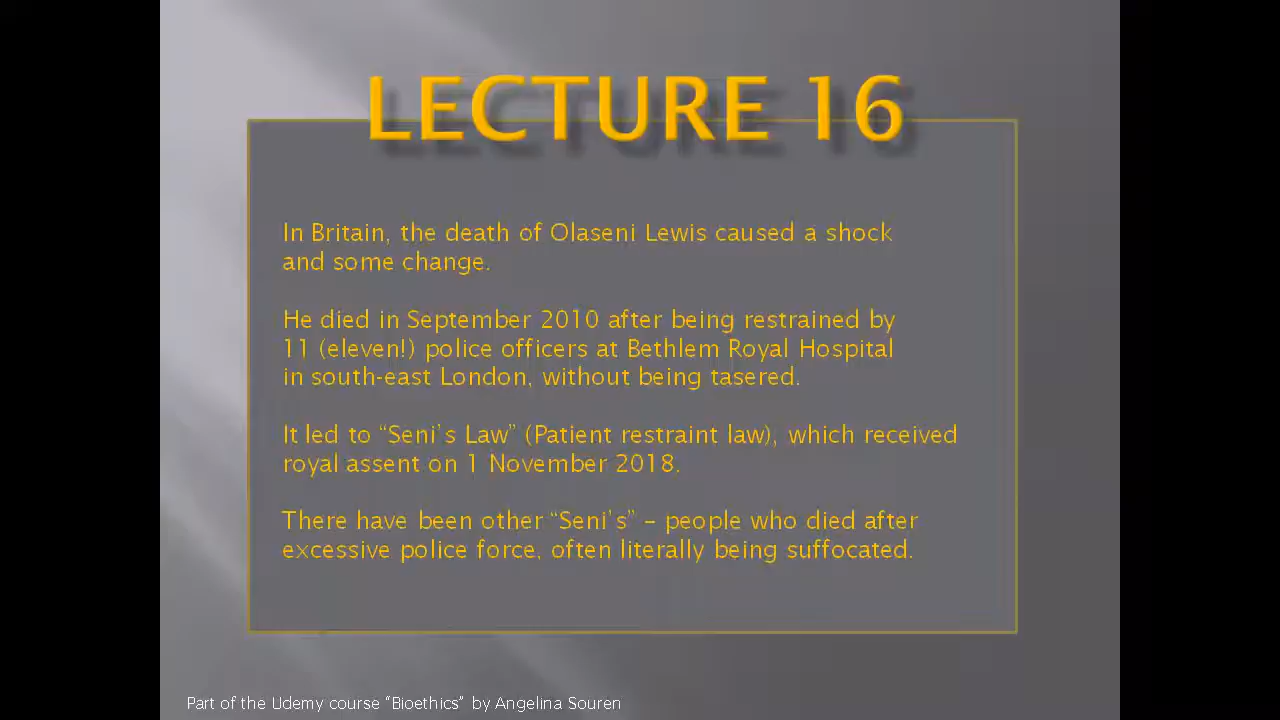 LECTURE 16
In Britain, the death of Olaseni Lewis caused a shock
and some change.
He died in September 2010 after being restrained by
11 (eleven!) police officers at Bethlem Royal Hospital
in south-east London, without being tasered.
It led to “Seni’s Law” (Patient restraint law), which received
royal assent on 1 November 2018.
There have been other “Seni’s” – people who died after
excessive police force, often literally being suffocated.
Part of the Udemy course “Bioethics” by Angelina Souren